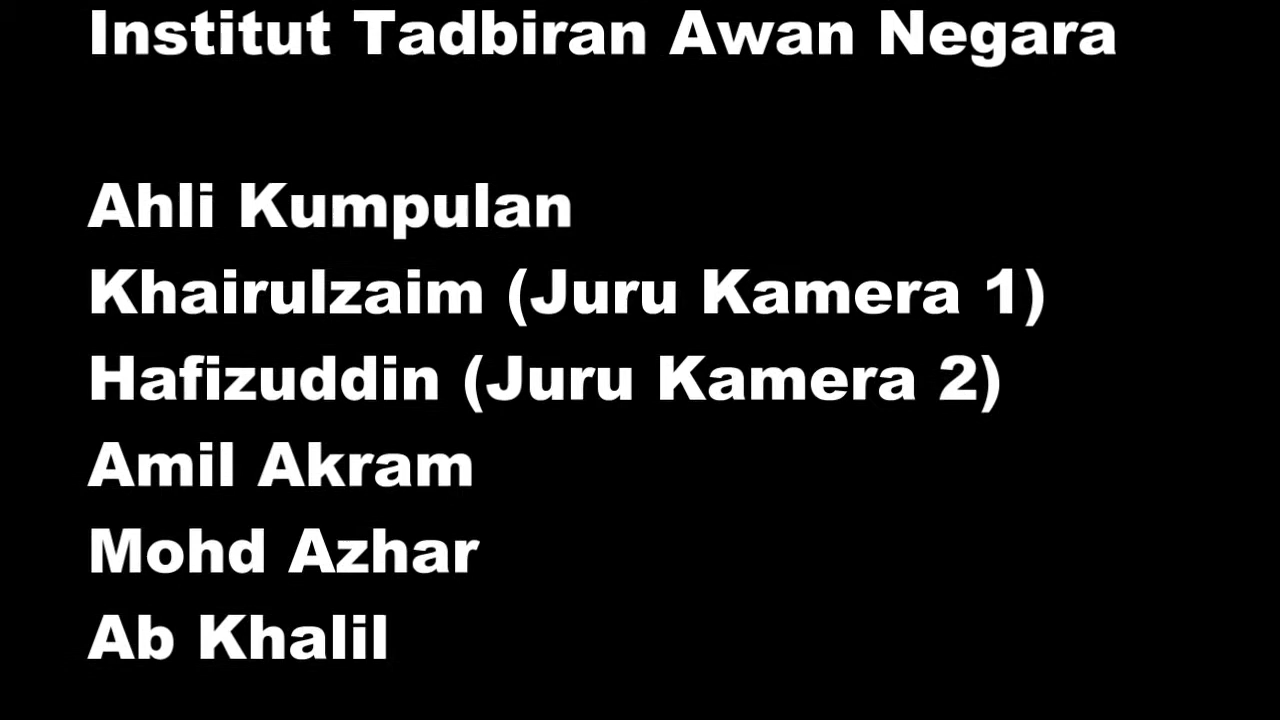 Institut Tadbiran Awan Negara
Ahli Kumpulan
Khairulzaim (Juru Kamera 1)
Hafizuddin (Juru Kamera 2)
Amil Akram
Mohd Azhar
Ab Khalil